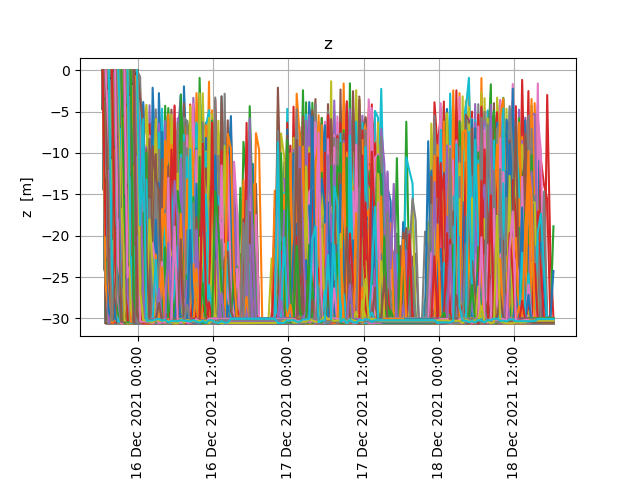 z
0
−5
−10
−15
−20
−25
−30
z [m]
16 Dec 2021 00:00
16 Dec 2021 12:00
17 Dec 2021 00:00
17 Dec 2021 12:00
18 Dec 2021 00:00
18 Dec 2021 12:00